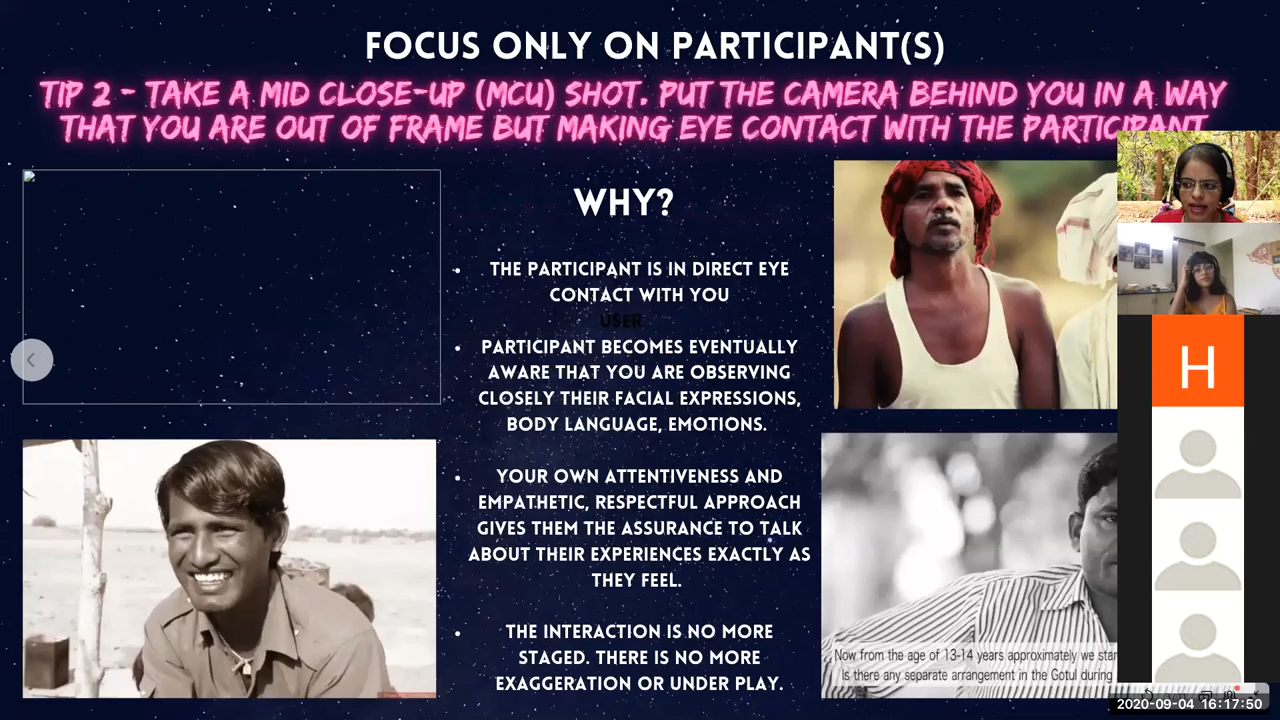 FOCUS ONLY ON PARTICIPANT(S)
TIP 2 - TAKE A MID CLOSE-UP (MCU) SHOT. PUT THE CAMERA BEHIND YOU IN A WAY
THAT YOU ARE OUT OF FRAME BUT MAKING EYE CONTACT WITH THE PARTICIPANT
WHY?
• THE PARTICIPANT IS IN DIRECT EYE
CONTACT WITH YOU
USER
• PARTICIPANT BECOMES EVENTUALLY
AWARE THAT YOU ARE OBSERVING
CLOSELY THEIR FACIAL EXPRESSIONS,
BODY LANGUAGE, EMOTIONS.
• YOUR OWN ATTENTIVENESS AND
EMPATHETIC, RESPECTFUL APPROACH
GIVES THEM THE ASSURANCE TO TALK
ABOUT THEIR EXPERIENCES EXACTLY AS
THEY FEEL.
• THE INTERACTION IS NO MORE
STAGED. THERE IS NO MORE
EXAGGERATION OR UNDER PLAY.
H
Now from the age of 13-14 years approximately we star
Is there any separate arrangement in the Gotul during
2020-09-04 16:17:50